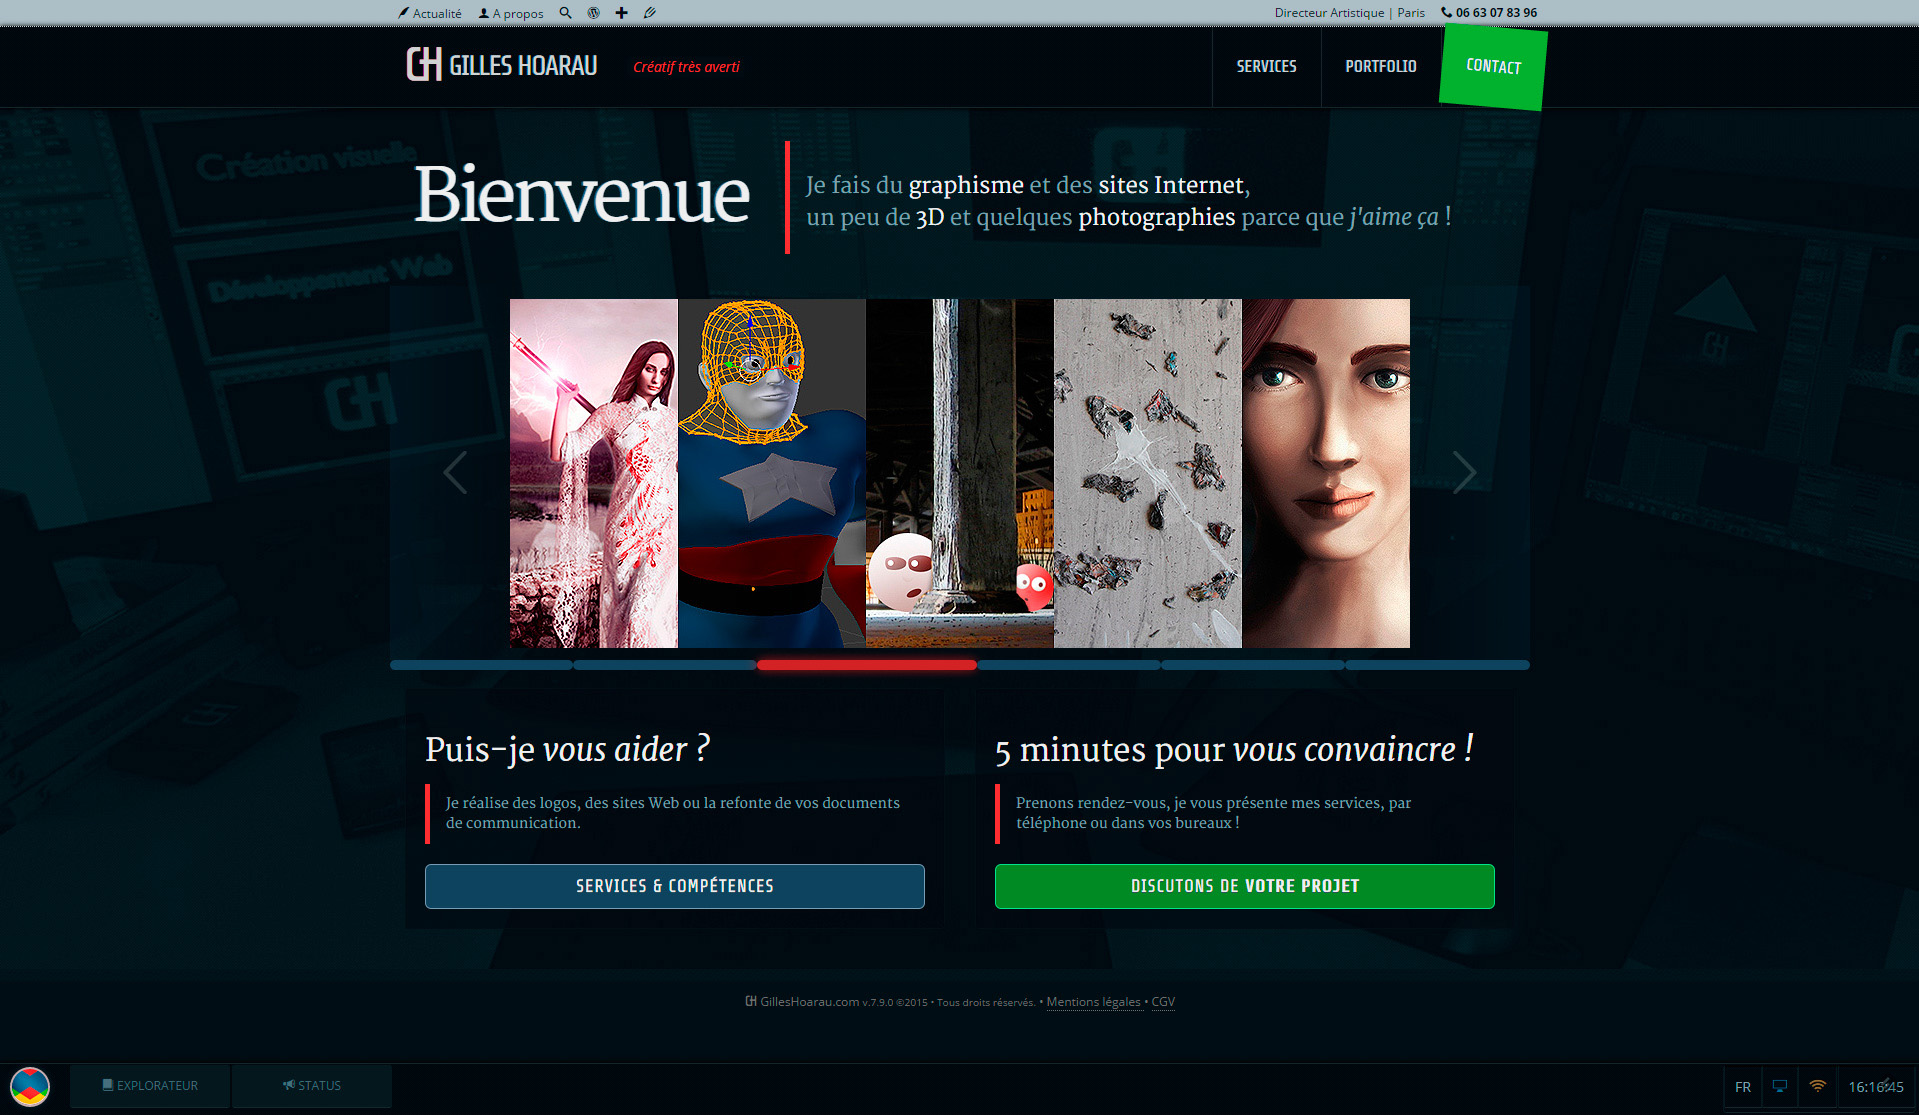 Actualité A propos
Directeur Artistique | Paris 06 63 07 83 96
GH GILLES HOARAU
Créatif très averti
SERVICES
PORTFOLIO
CONTACT
Création visuelle
Développement Web
GH
Bienvenue
Je fais du graphisme et des sites Internet,
un peu de 3D et quelques photographies parce que j'aime ça !
Puis-je vous aider ?
Je réalise des logos, des sites Web ou la refonte de vos documents
de communication.
SERVICES & COMPÉTENCES
5 minutes pour vous convaincre !
Prenons rendez-vous, je vous présente mes services, par
téléphone ou dans vos bureaux !
DISCUTONS DE VOTRE PROJET
GH GillesHoarau.com v.7.9.0 ©2015 • Tous droits réservés. • Mentions légales • CGV
EXPLORATEUR
STATUS
FR
16:16:45